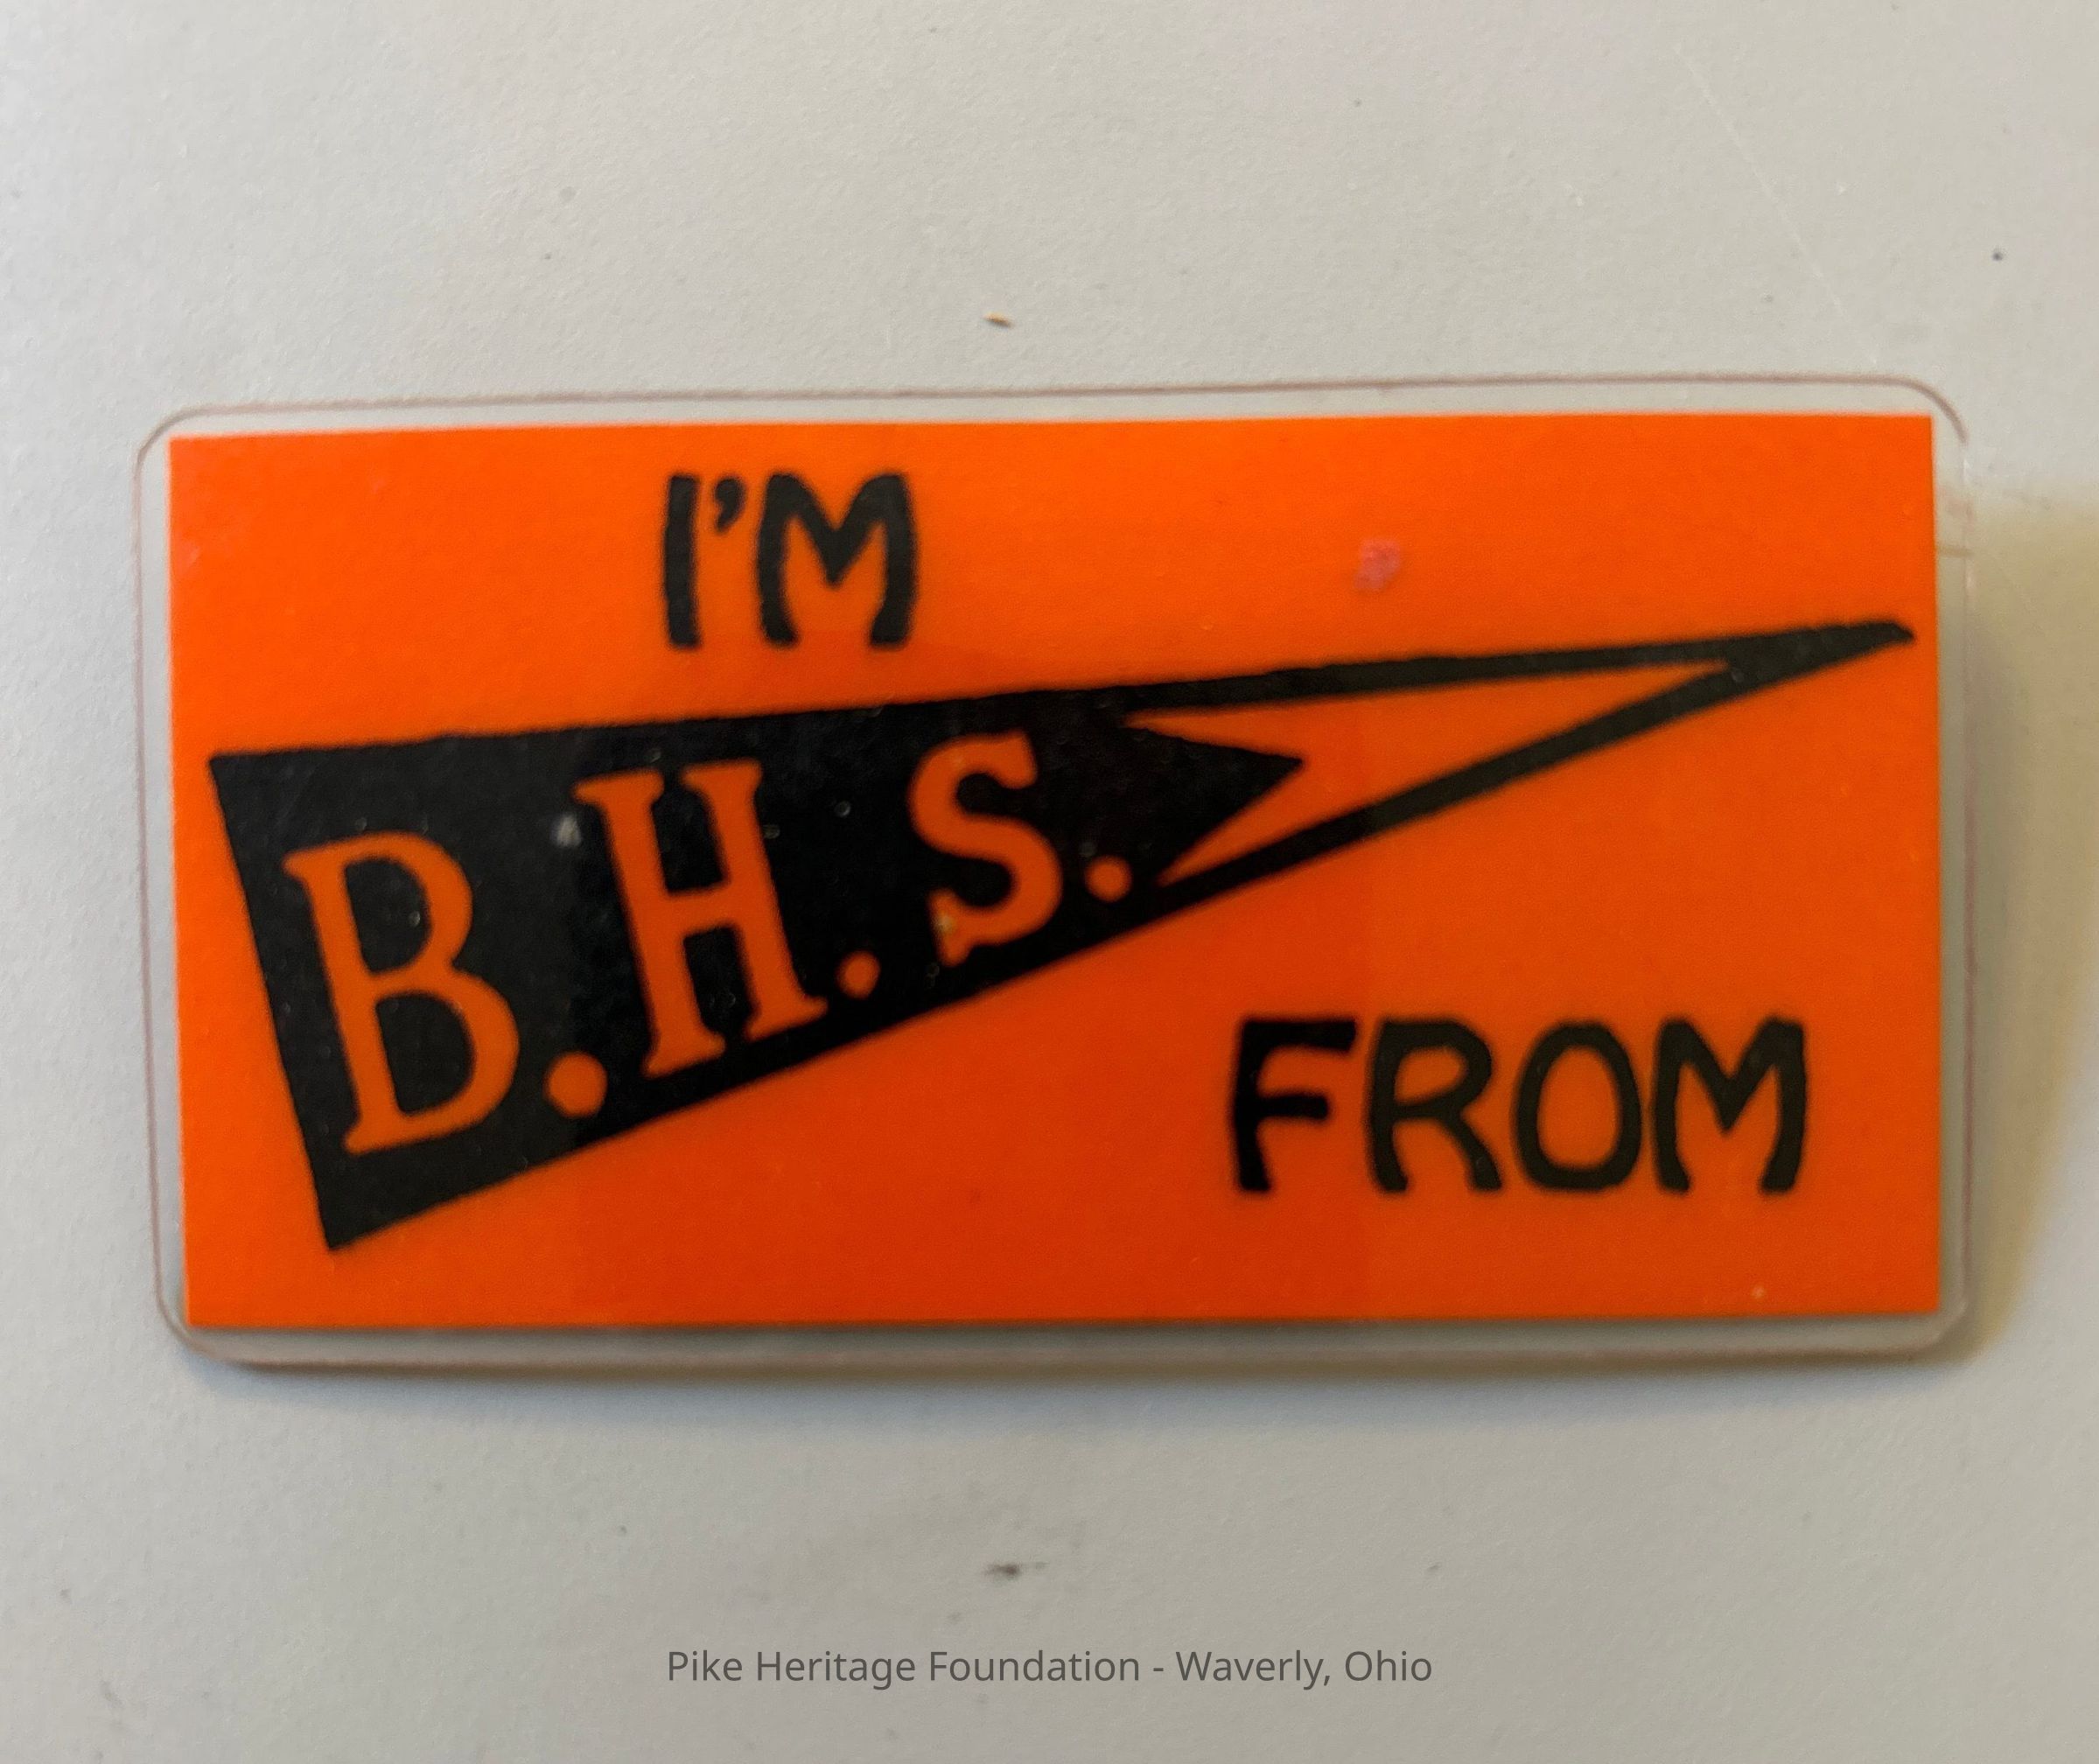 I'M
B.H.S.
FROM
Pike Heritage Foundation - Waverly, Ohio